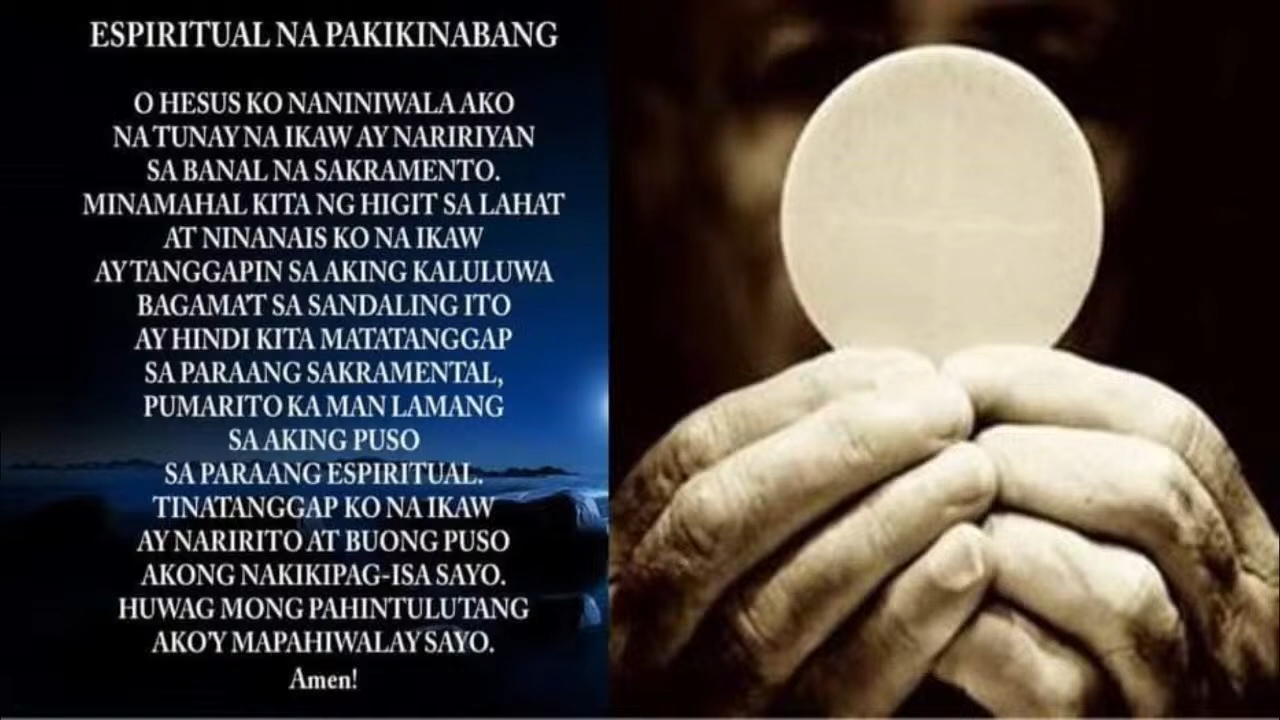 ESPIRITUAL NA PAKIKINABANG
O HESUS KO NANINIWALA AKO
NA TUNAY NA IKAW AY NARIRIYAN
SA BANAL NA SAKRAMENTO.
MINAMAHAL KITA NG HIGIT SA LAHAT
AT NINANAIS KO NA IKAW
AY TANGGAPIN SA AKING KALULUWA
BAGAMA'T SA SANDALING ITO
AY HINDI KITA MATATANGGAP
SA PARAANG SAKRAMENTAL,
PUMARITO KA MAN LAMANG
SA AKING PUSO
SA PARAANG ESPIRITUAL.
TINATANGGAP KO NA IKAW
AY NARIRITO AT BUONG PUSO
AKONG NAKIKIPAG-ISA SAYO.
HUWAG MONG PAHINTULUTANG
AKO'Y MAPAHIWALAY SAYO.
Amen!